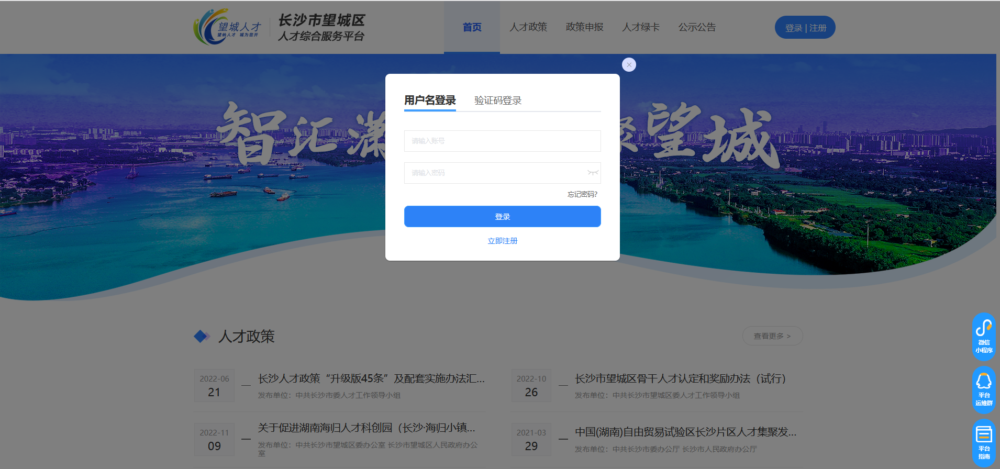 望城人才
望纳人才 城为您开
长沙市望城区
人才综合服务平台
首页
人才政策
政策申报
人才绿卡
公示公告
登录 | 注册
智汇潇
聚望城
用户名登录
验证码登录
请输入账号
请输入密码
忘记密码?
登录
立即注册
人才政策
查看更多 >
2022-06
21
长沙人才政策“升级版45条”及配套实施办法汇...
发布单位：中共长沙市委人才工作领导小组
2022-10
26
长沙市望城区骨干人才认定和奖励办法（试行）
发布单位：中共长沙市望城区委人才工作领导小组
2022-11
09
关于促进湖南海归人才科创园（长沙·海归小镇...
发布单位：中共长沙市望城区委办公室 长沙市望城区人民政府办公
室
2021-03
29
中国(湖南)自由贸易试验区长沙片区人才集聚发...
发布单位：中共长沙市委办公厅 长沙市人民政府办公厅
微信
小程序
平台
运维群
平台
指南